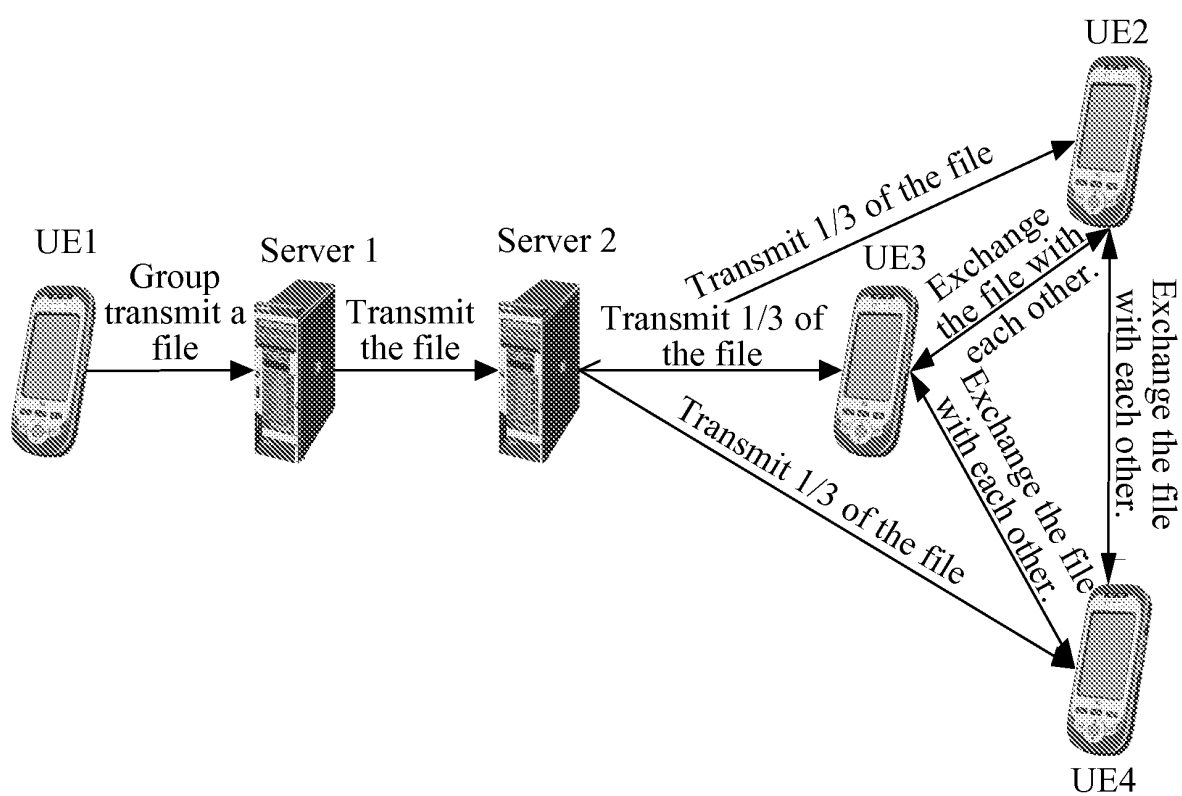 UE1
Group
transmit a
file
Server 1
Transmit
the file
Server 2
Transmit 1/3 of the file
Transmit 1/3 of
the file
Transmit 1/3 of the file
UE3
UE2
Exchange
the file with
each other.
Exchange the file
with each other.
Exchange the file
with each other.
UE4